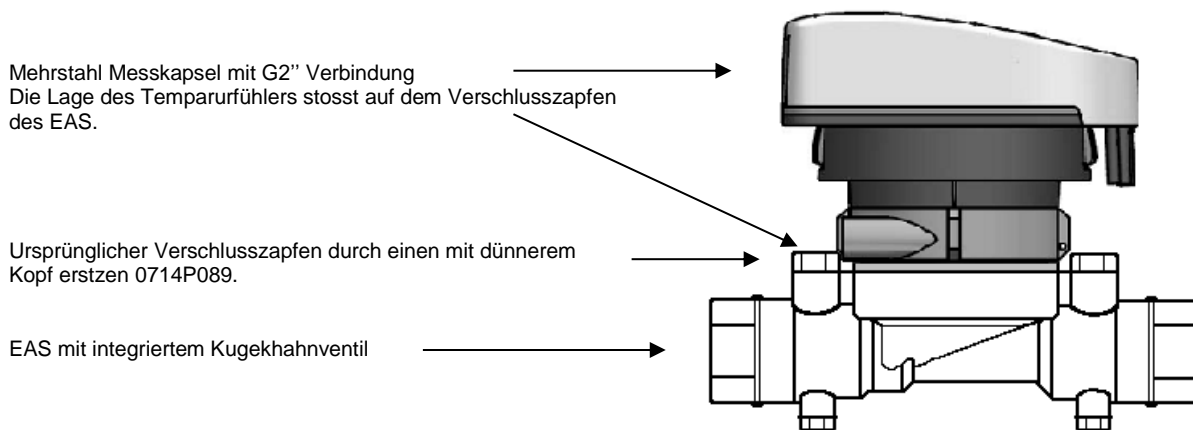 Mehrstahl Messkapsel mit G2’’ Verbindung
Die Lage des Temparurfühlers stosst auf dem Verschlusszapfen
des EAS.
Ursprünglicher Verschlusszapfen durch einen mit dünnerem
Kopf erstzen 0714P089.
EAS mit integriertem Kugekhahnventil